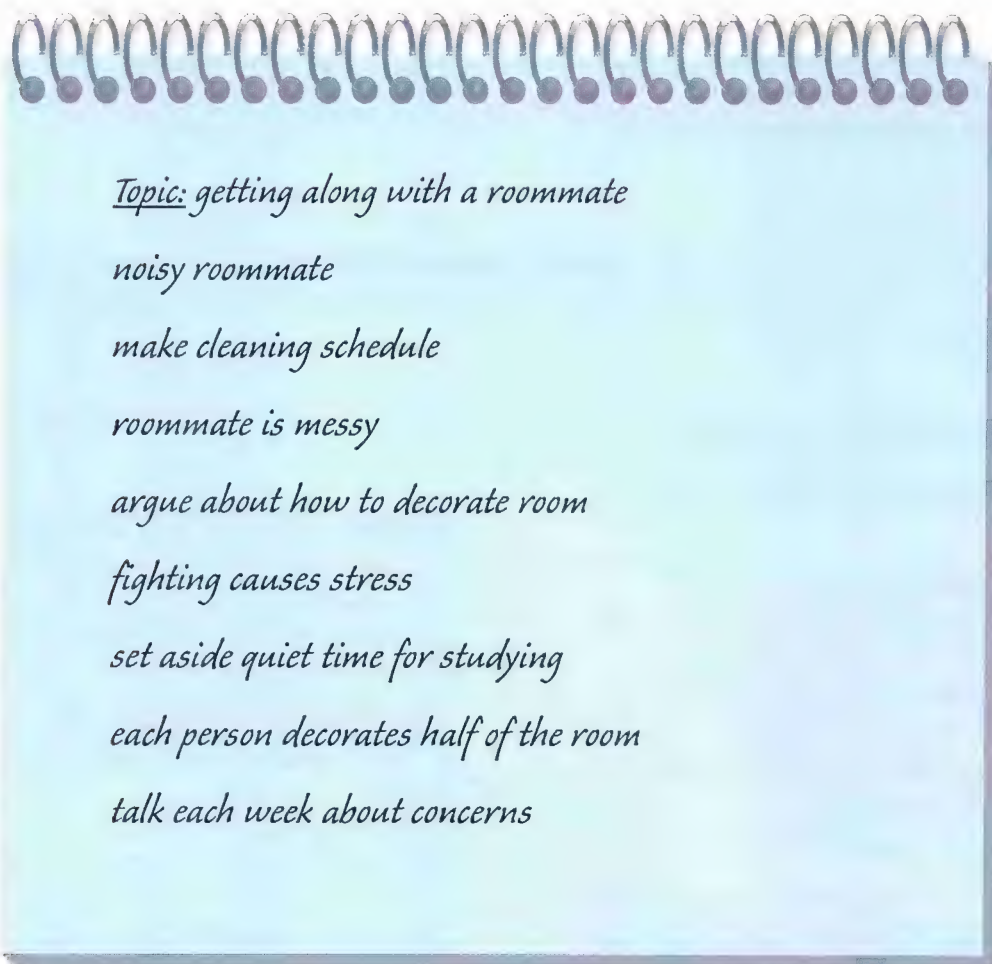 Topic: getting along with a roommate
noisy roommate
make cleaning schedule
roommate is messy
argue about how to decorate room
fighting causes stress
set aside quiet time for studying
each person decorates half of the room
talk each week about concerns